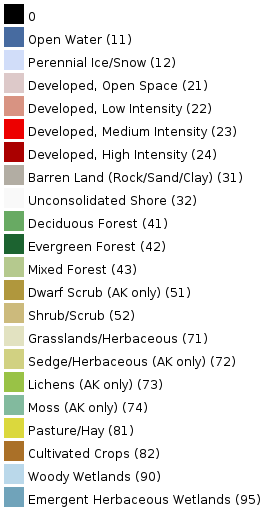 0
Open Water (11)
Perennial Ice/Snow (12)
Developed, Open Space (21)
Developed, Low Intensity (22)
Developed, Medium Intensity (23)
Developed, High Intensity (24)
Barren Land (Rock/Sand/Clay) (31)
Unconsolidated Shore (32)
Deciduous Forest (41)
Evergreen Forest (42)
Mixed Forest (43)
Dwarf Scrub (AK only) (51)
Shrub/Scrub (52)
Grasslands/Herbaceous (71)
Sedge/Herbaceous (AK only) (72)
Lichens (AK only) (73)
Moss (AK only) (74)
Pasture/Hay (81)
Cultivated Crops (82)
Woody Wetlands (90)
Emergent Herbaceous Wetlands (95)